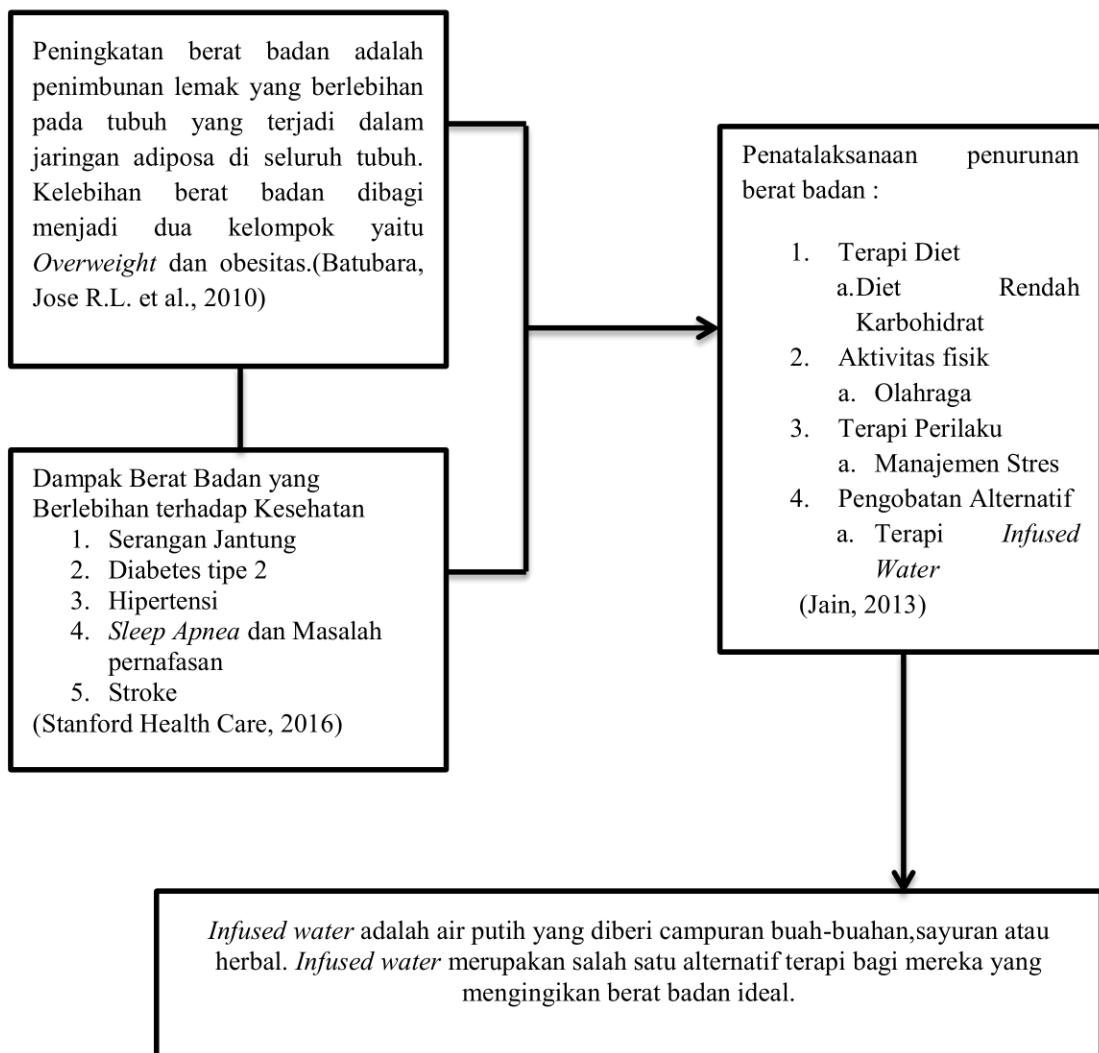 Peningkatan berat badan adalah
penimbunan lemak yang berlebihan
pada tubuh yang terjadi dalam
jaringan adiposa di seluruh tubuh.
Kelebihan berat badan dibagi
menjadi dua kelompok yaitu
Overweight dan obesitas.(Batubara,
Jose R.L. et al., 2010)
Dampak Berat Badan yang
Berlebihan terhadap Kesehatan
1. Serangan Jantung
2. Diabetes tipe 2
3. Hipertensi
4. Sleep Apnea dan Masalah
pernafasan
5. Stroke
(Stanford Health Care, 2016)
Penatalaksanaan penurunan
berat badan :
1. Terapi Diet
a.Diet Rendah
Karbohidrat
2. Aktivitas fisik
a. Olahraga
3. Terapi Perilaku
a. Manajemen Stres
4. Pengobatan Alternatif
a. Terapi Infused
Water
(Jain, 2013)
Infused water adalah air putih yang diberi campuran buah-buahan,sayuran atau
herbal. Infused water merupakan salah satu alternatif terapi bagi mereka yang
mengingikan berat badan ideal.